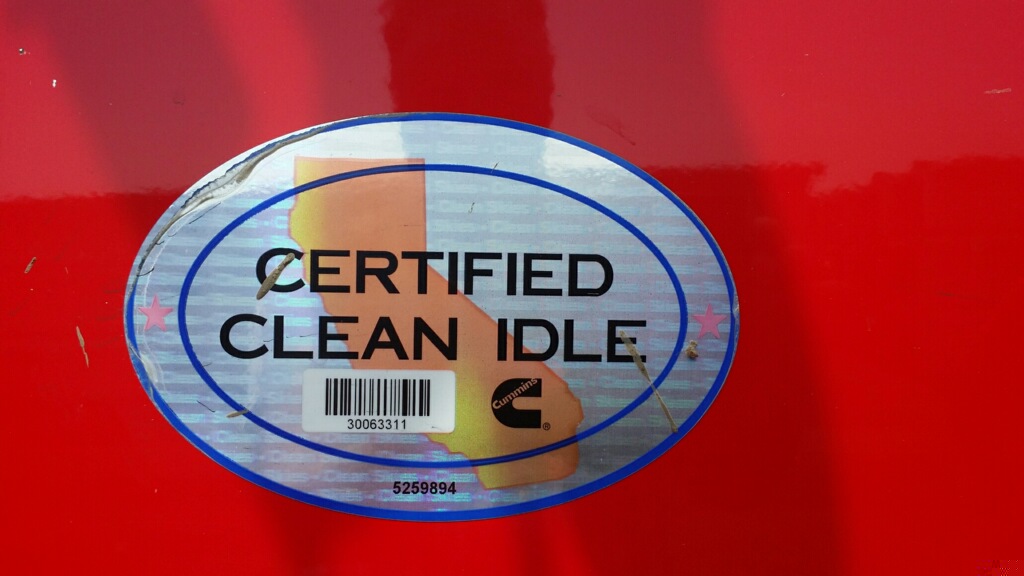 CERTIFIED
CLEAN IDLE
30063311
Cummins
®
5259894